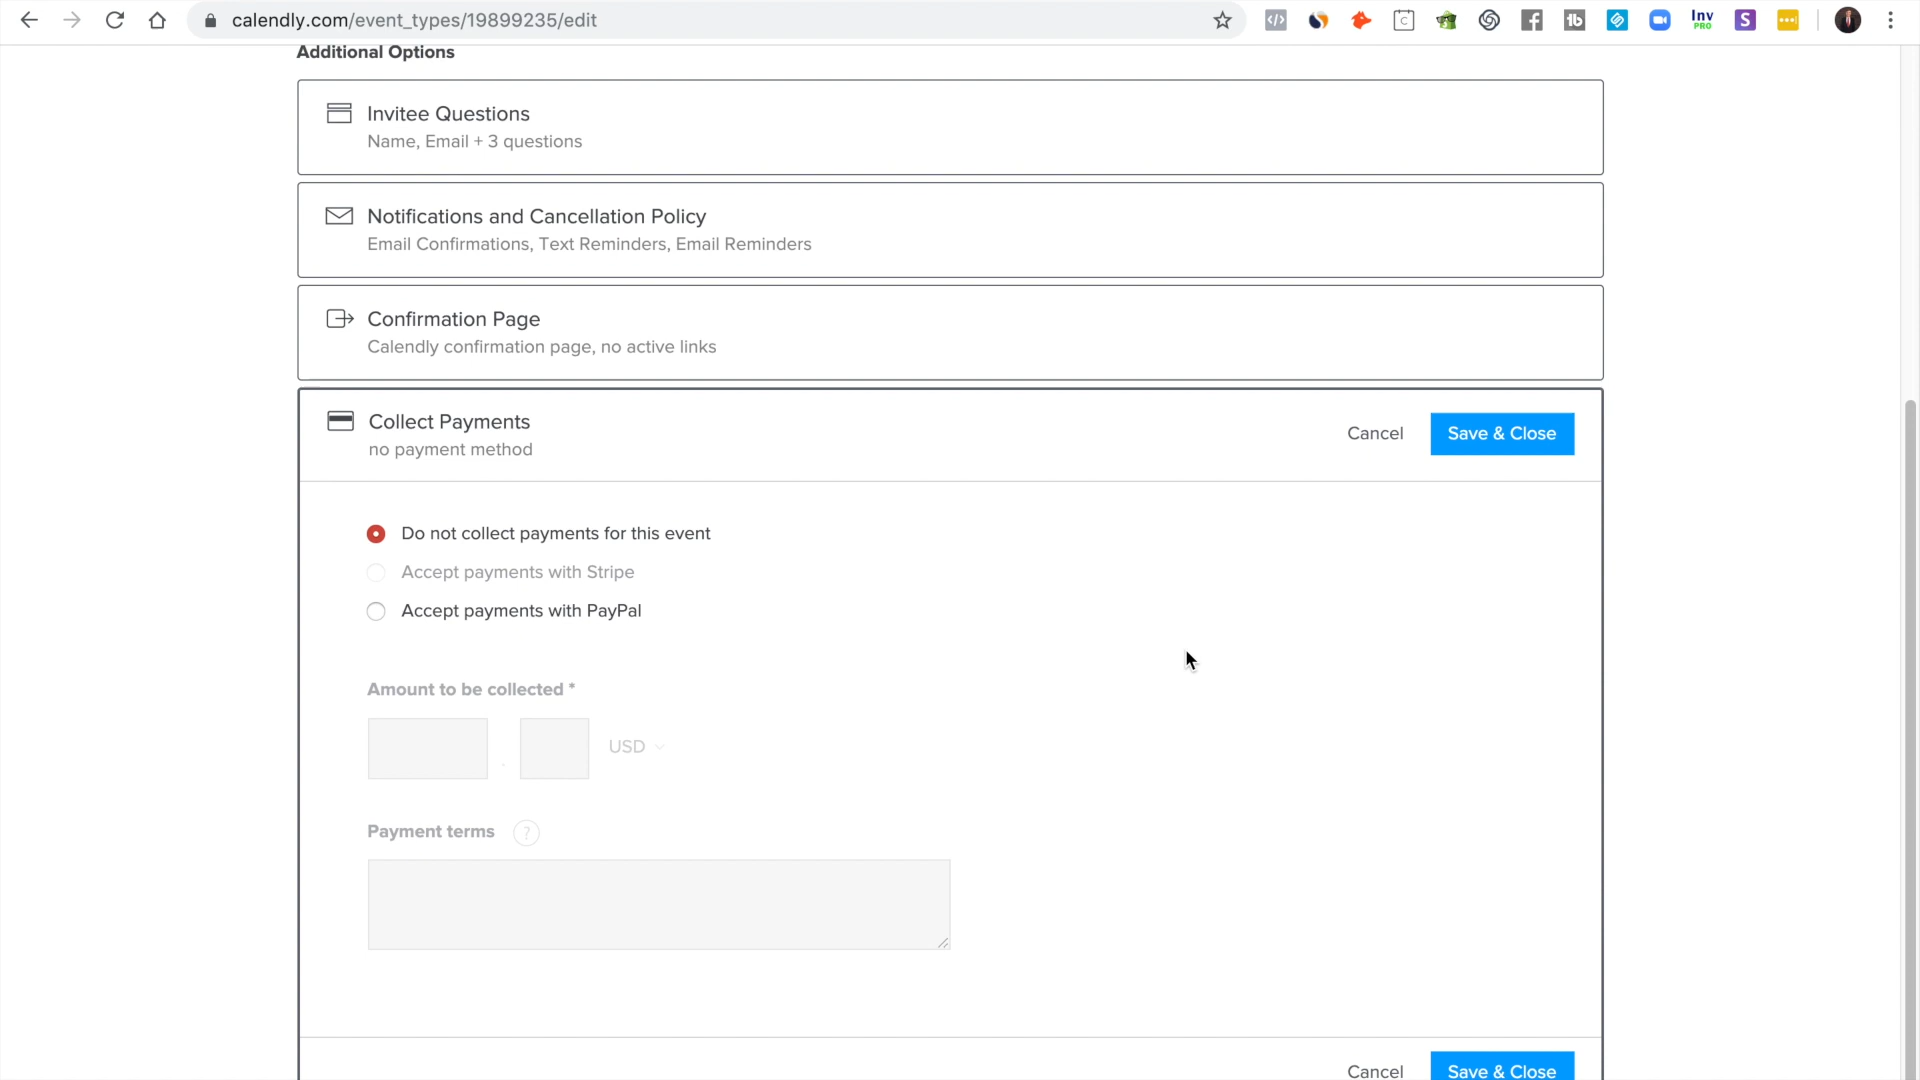 calendly.com/event_types/19899235/edit
Inv
PRO
Additional Options
Invitee Questions
Name, Email + 3 questions
Notifications and Cancellation Policy
Email Confirmations, Text Reminders, Email Reminders
Confirmation Page
Calendly confirmation page, no active links
Collect Payments
no payment method
Cancel
Save & Close
Do not collect payments for this event
Accept payments with Stripe
Accept payments with PayPal
Amount to be collected *
.
USD
Payment terms ?
Cancel
Save & Close